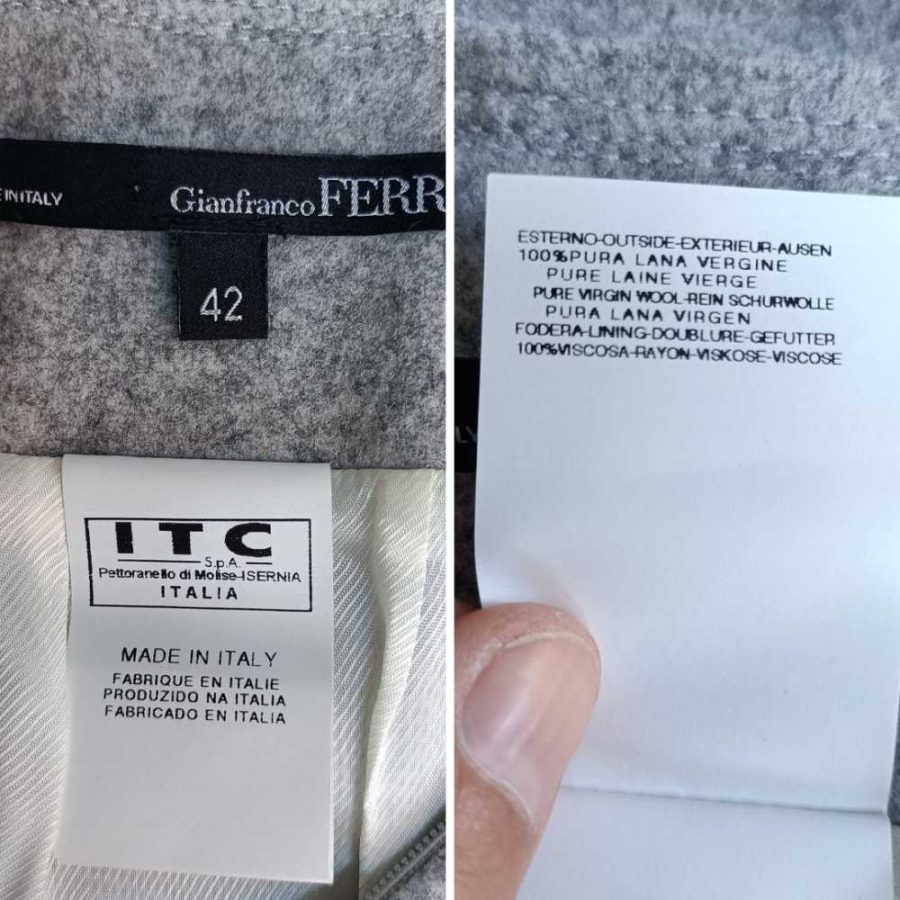 INITALY
Gianfranco FERR
42
ITC
S.p.A.
Pettoranello di Molise-ISERNIA
ITALIA
MADE IN ITALY
FABRIQUE EN ITALIE
PRODUZIDO NA ITALIA
FABRICADO EN ITALIA
ESTERNO-OUTSIDE-EXTERIEUR-AUSEN
100%PURA LANA VERGINE
PURE LAINE VIERGE
PURE VIRGIN WOOL-REIN SCHURWOLLE
PURA LANA VIRGEN
FODERA-LINING-DOUBLURE-GEFUTTER
100%VISCOSA-RAYON-VISKOSE-VISCOSE
LY